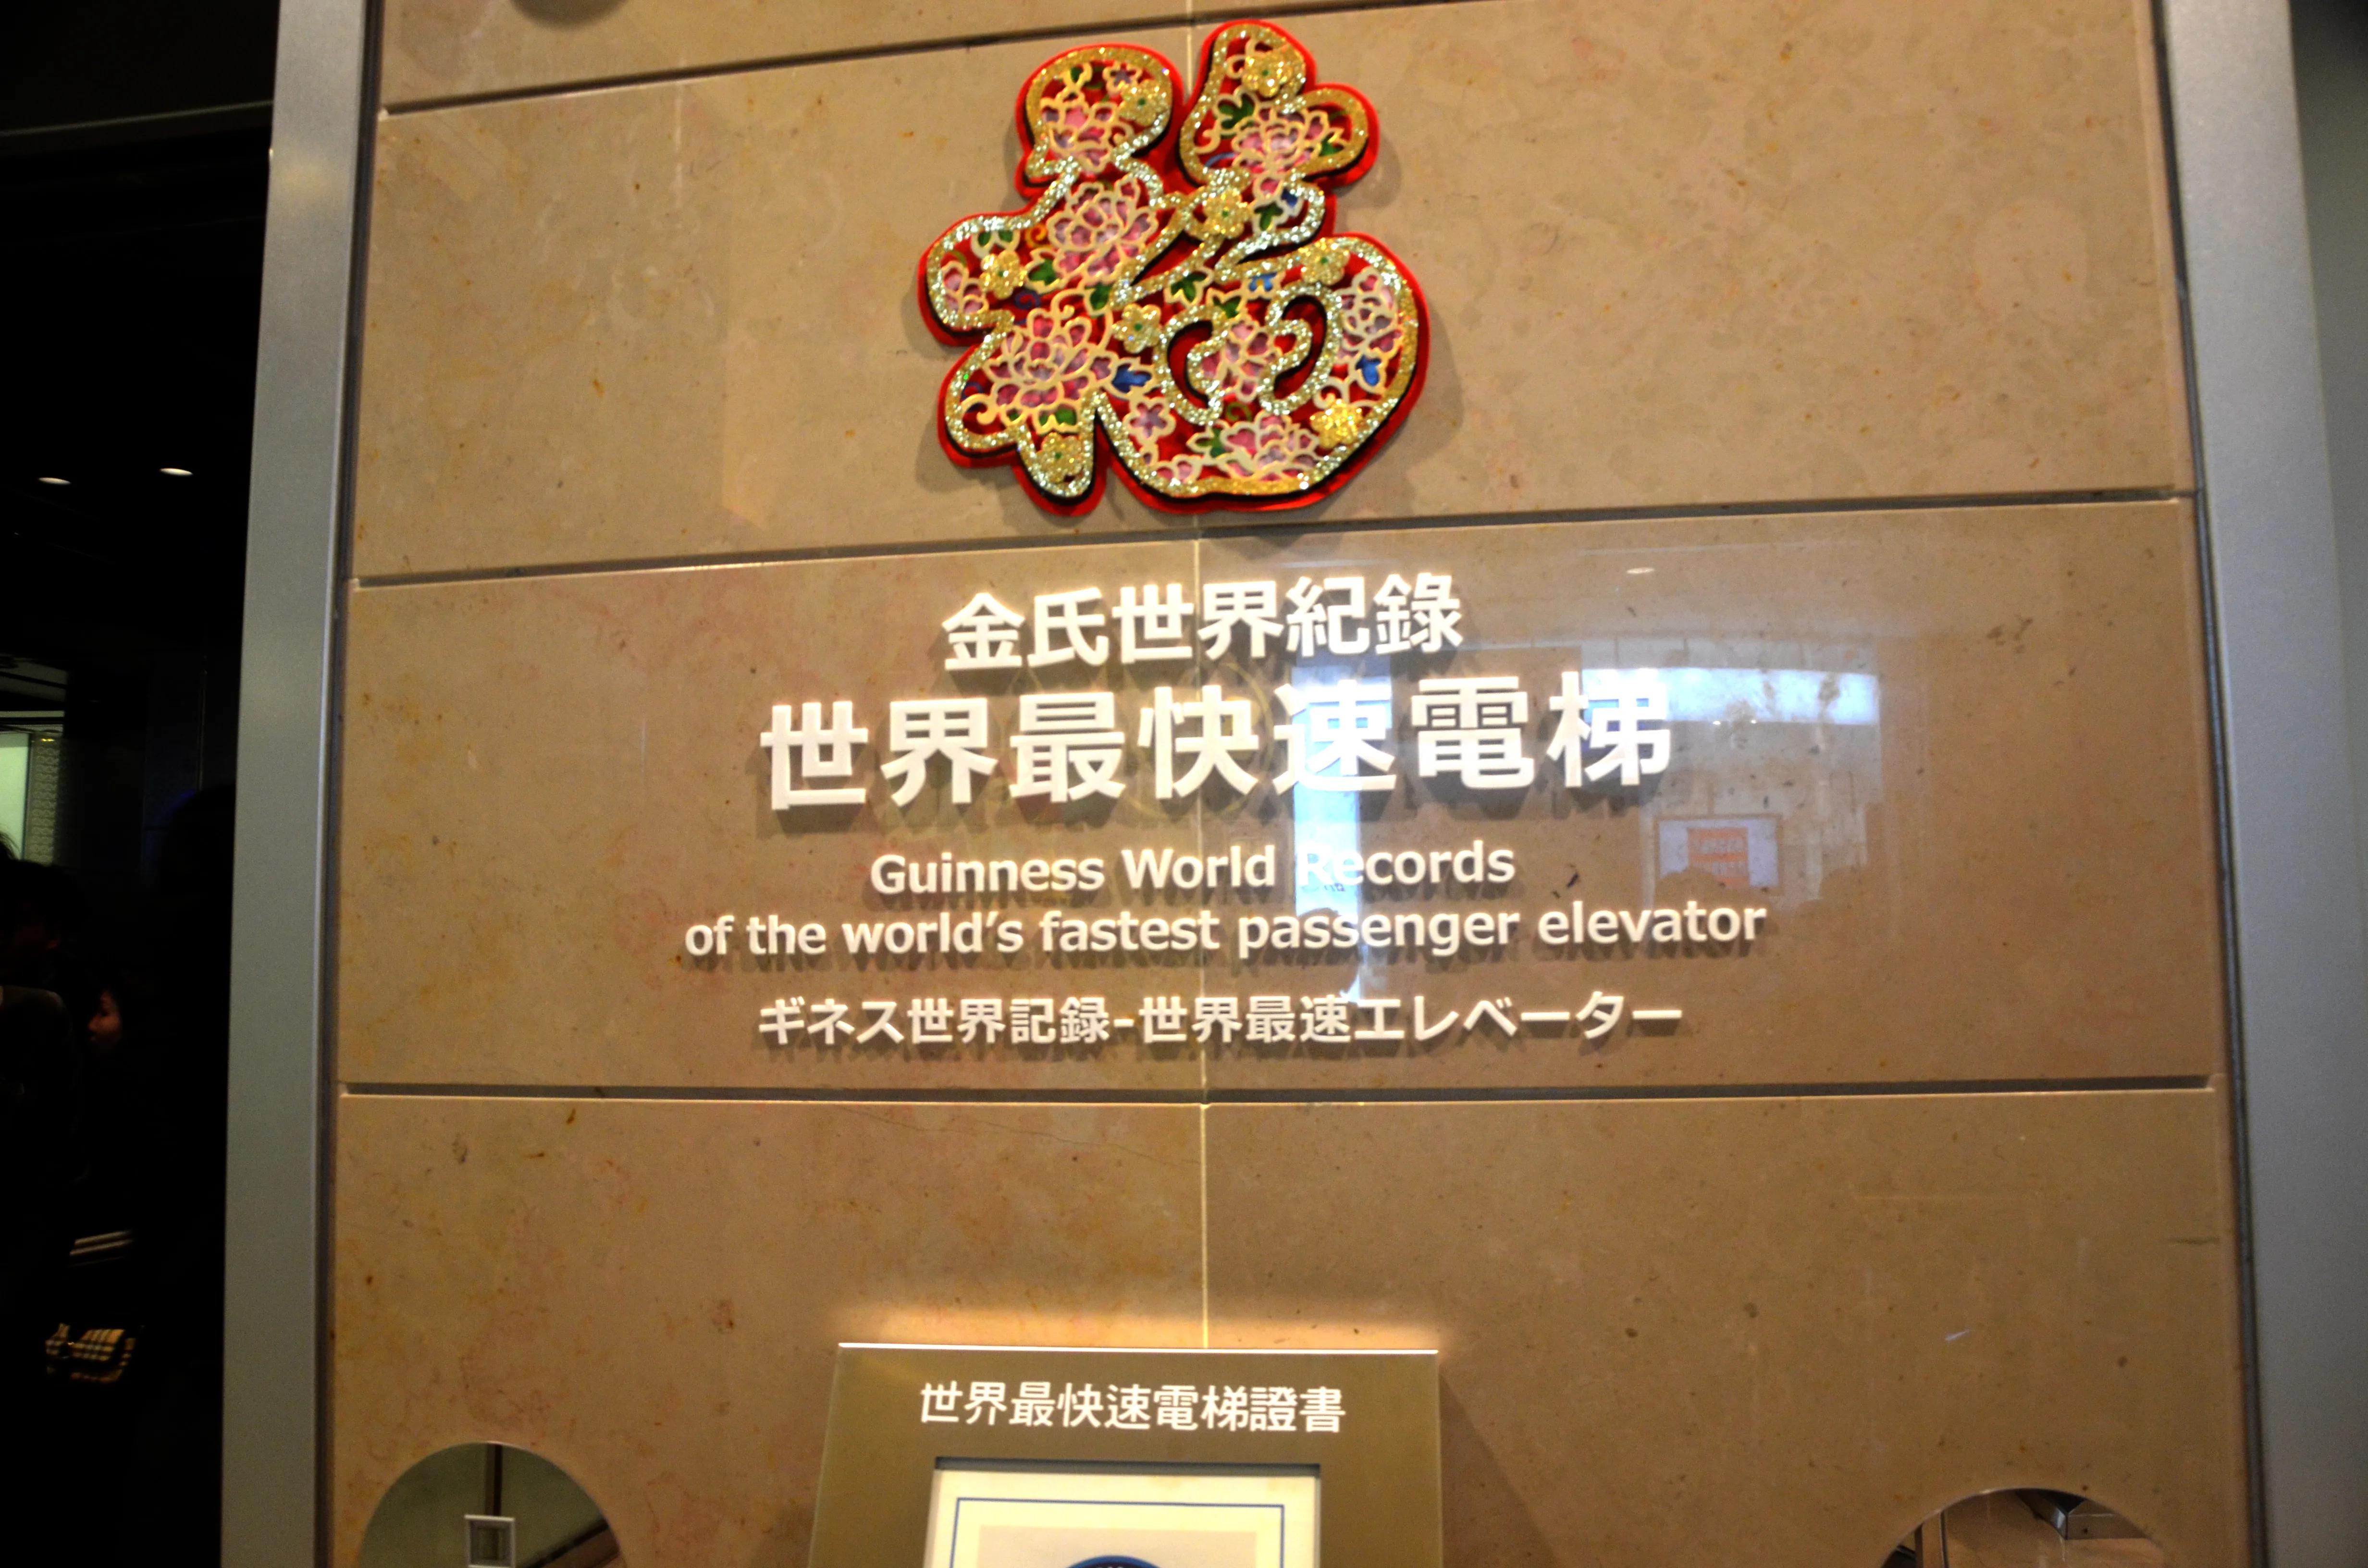 福
金氏世界紀錄
世界最快速電梯
Guinness World Records
of the world's fastest passenger elevator
ギネス世界記録-世界最速エレベーター
世界最快速電梯證書